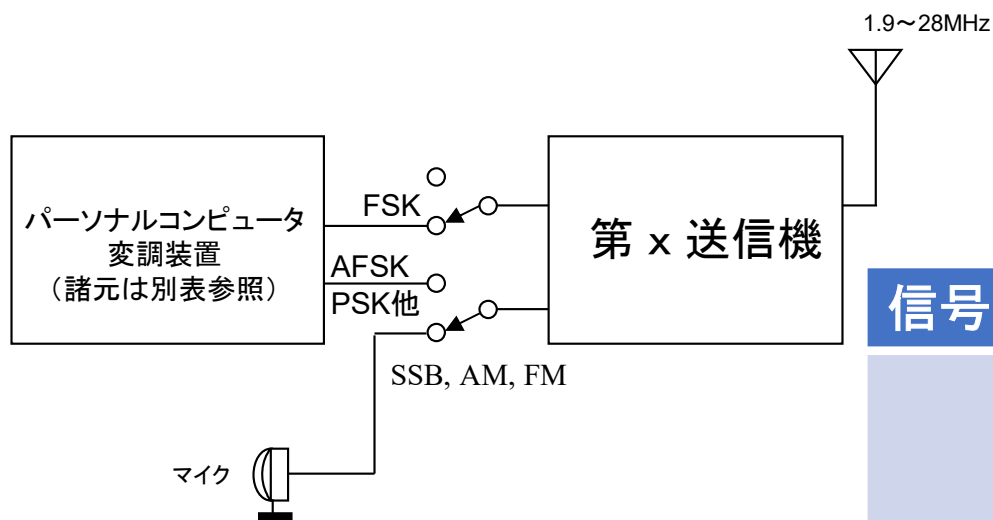 1.9～28MHz
パーソナルコンピュータ
変調装置
（諸元は別表参照）
FSK
AFSK
PSK他
第 x 送信機
信号
SSB, AM, FM
マイク